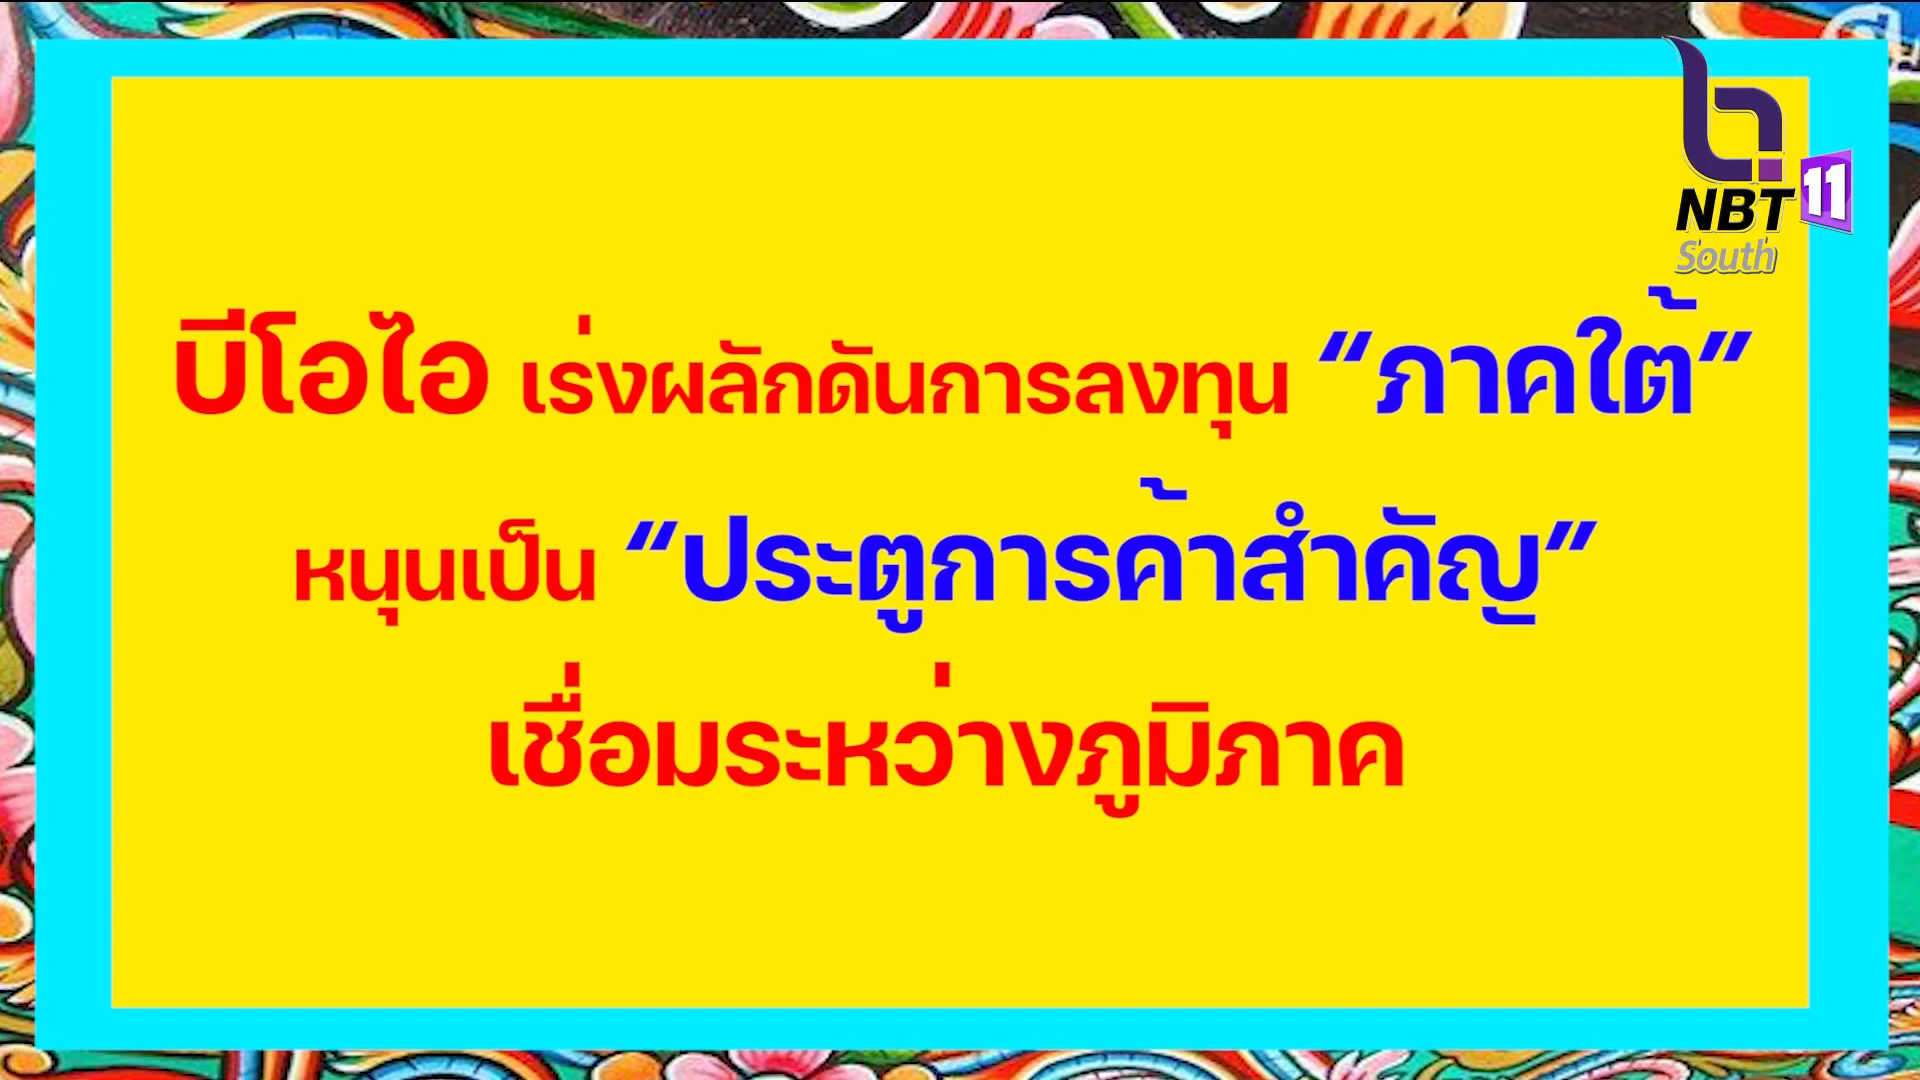 NBT 11
South
บีโอไอ เร่งผลักดันการลงทุน “ภาคใต้”
หนุนเป็น “ประตูการค้าสำคัญ”
เชื่อมระหว่างภูมิภาค